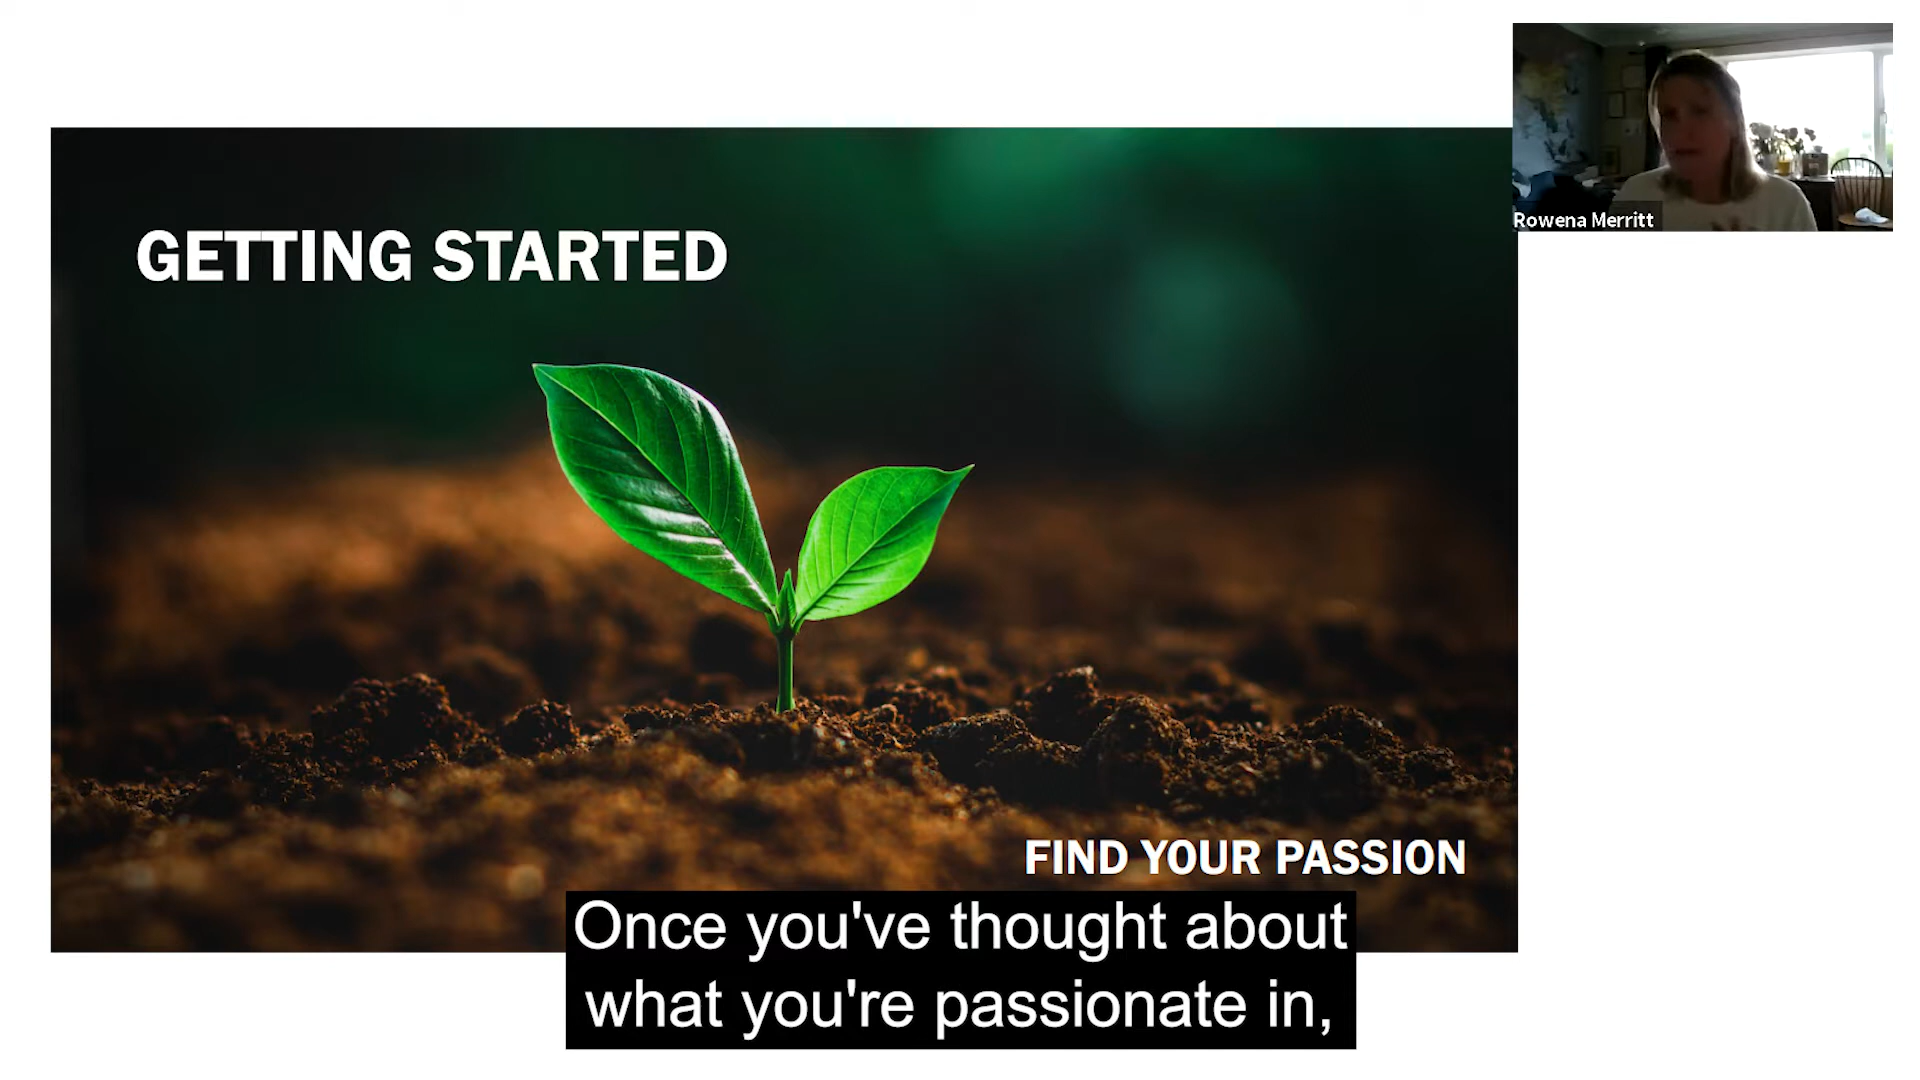 GETTING STARTED
Rowena Merritt
FIND YOUR PASSION
Once you've thought about
what you're passionate in,